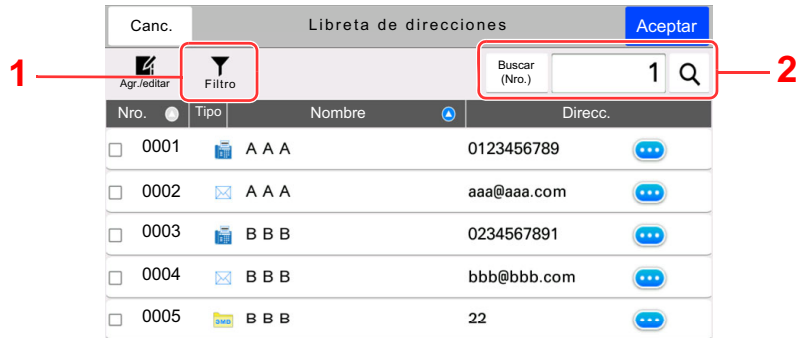 Canc. Libreta de direcciones Aceptar
1 Agr./editar Filtro Buscar (Nro.) 1 2
Nro. Tipo Nombre Direcc.
0001 A A A 0123456789
0002 A A A aaa@aaa.com
0003 B B B 0234567891
0004 B B B bbb@bbb.com
0005 SMB B B B 22